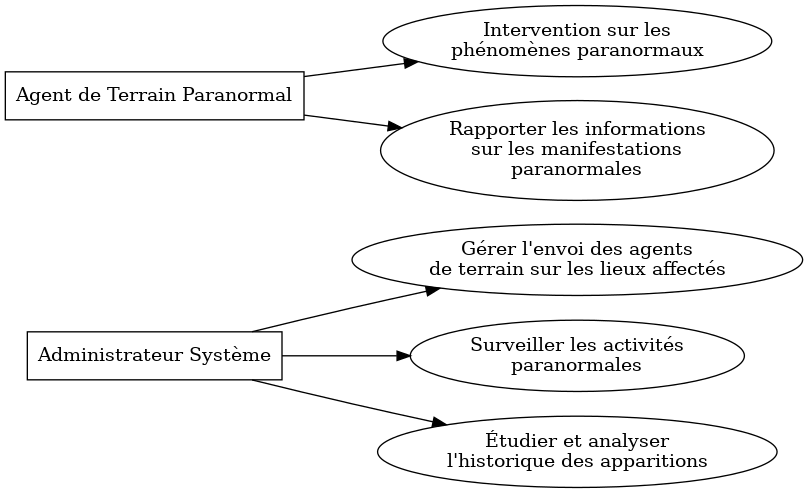 Intervention sur les
phénomènes paranormaux
Agent de Terrain Paranormal
Rapporter les informations
sur les manifestations
paranormales
Gérer l'envoi des agents
de terrain sur les lieux affectés
Administrateur Système
Surveiller les activités
paranormales
Étudier et analyser
l'historique des apparitions